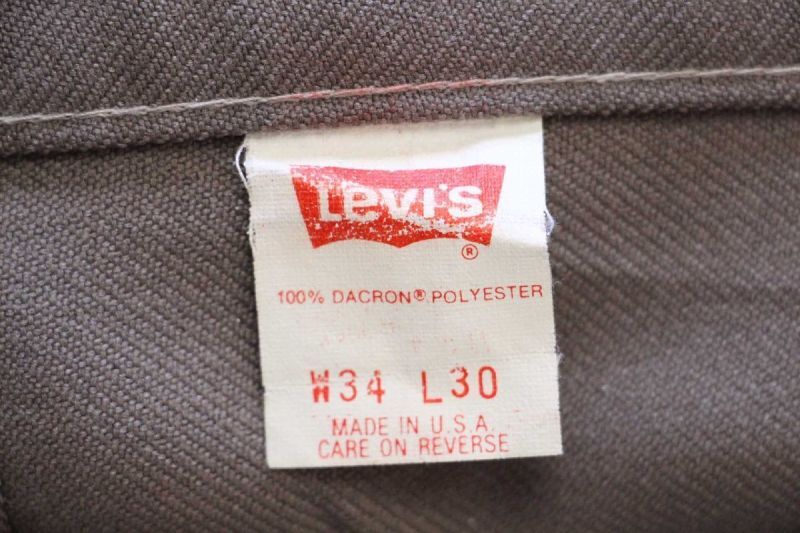 Levi's
®
100% DACRON® POLYESTER
W34 L30
MADE IN U.S.A.
CARE ON REVERSE